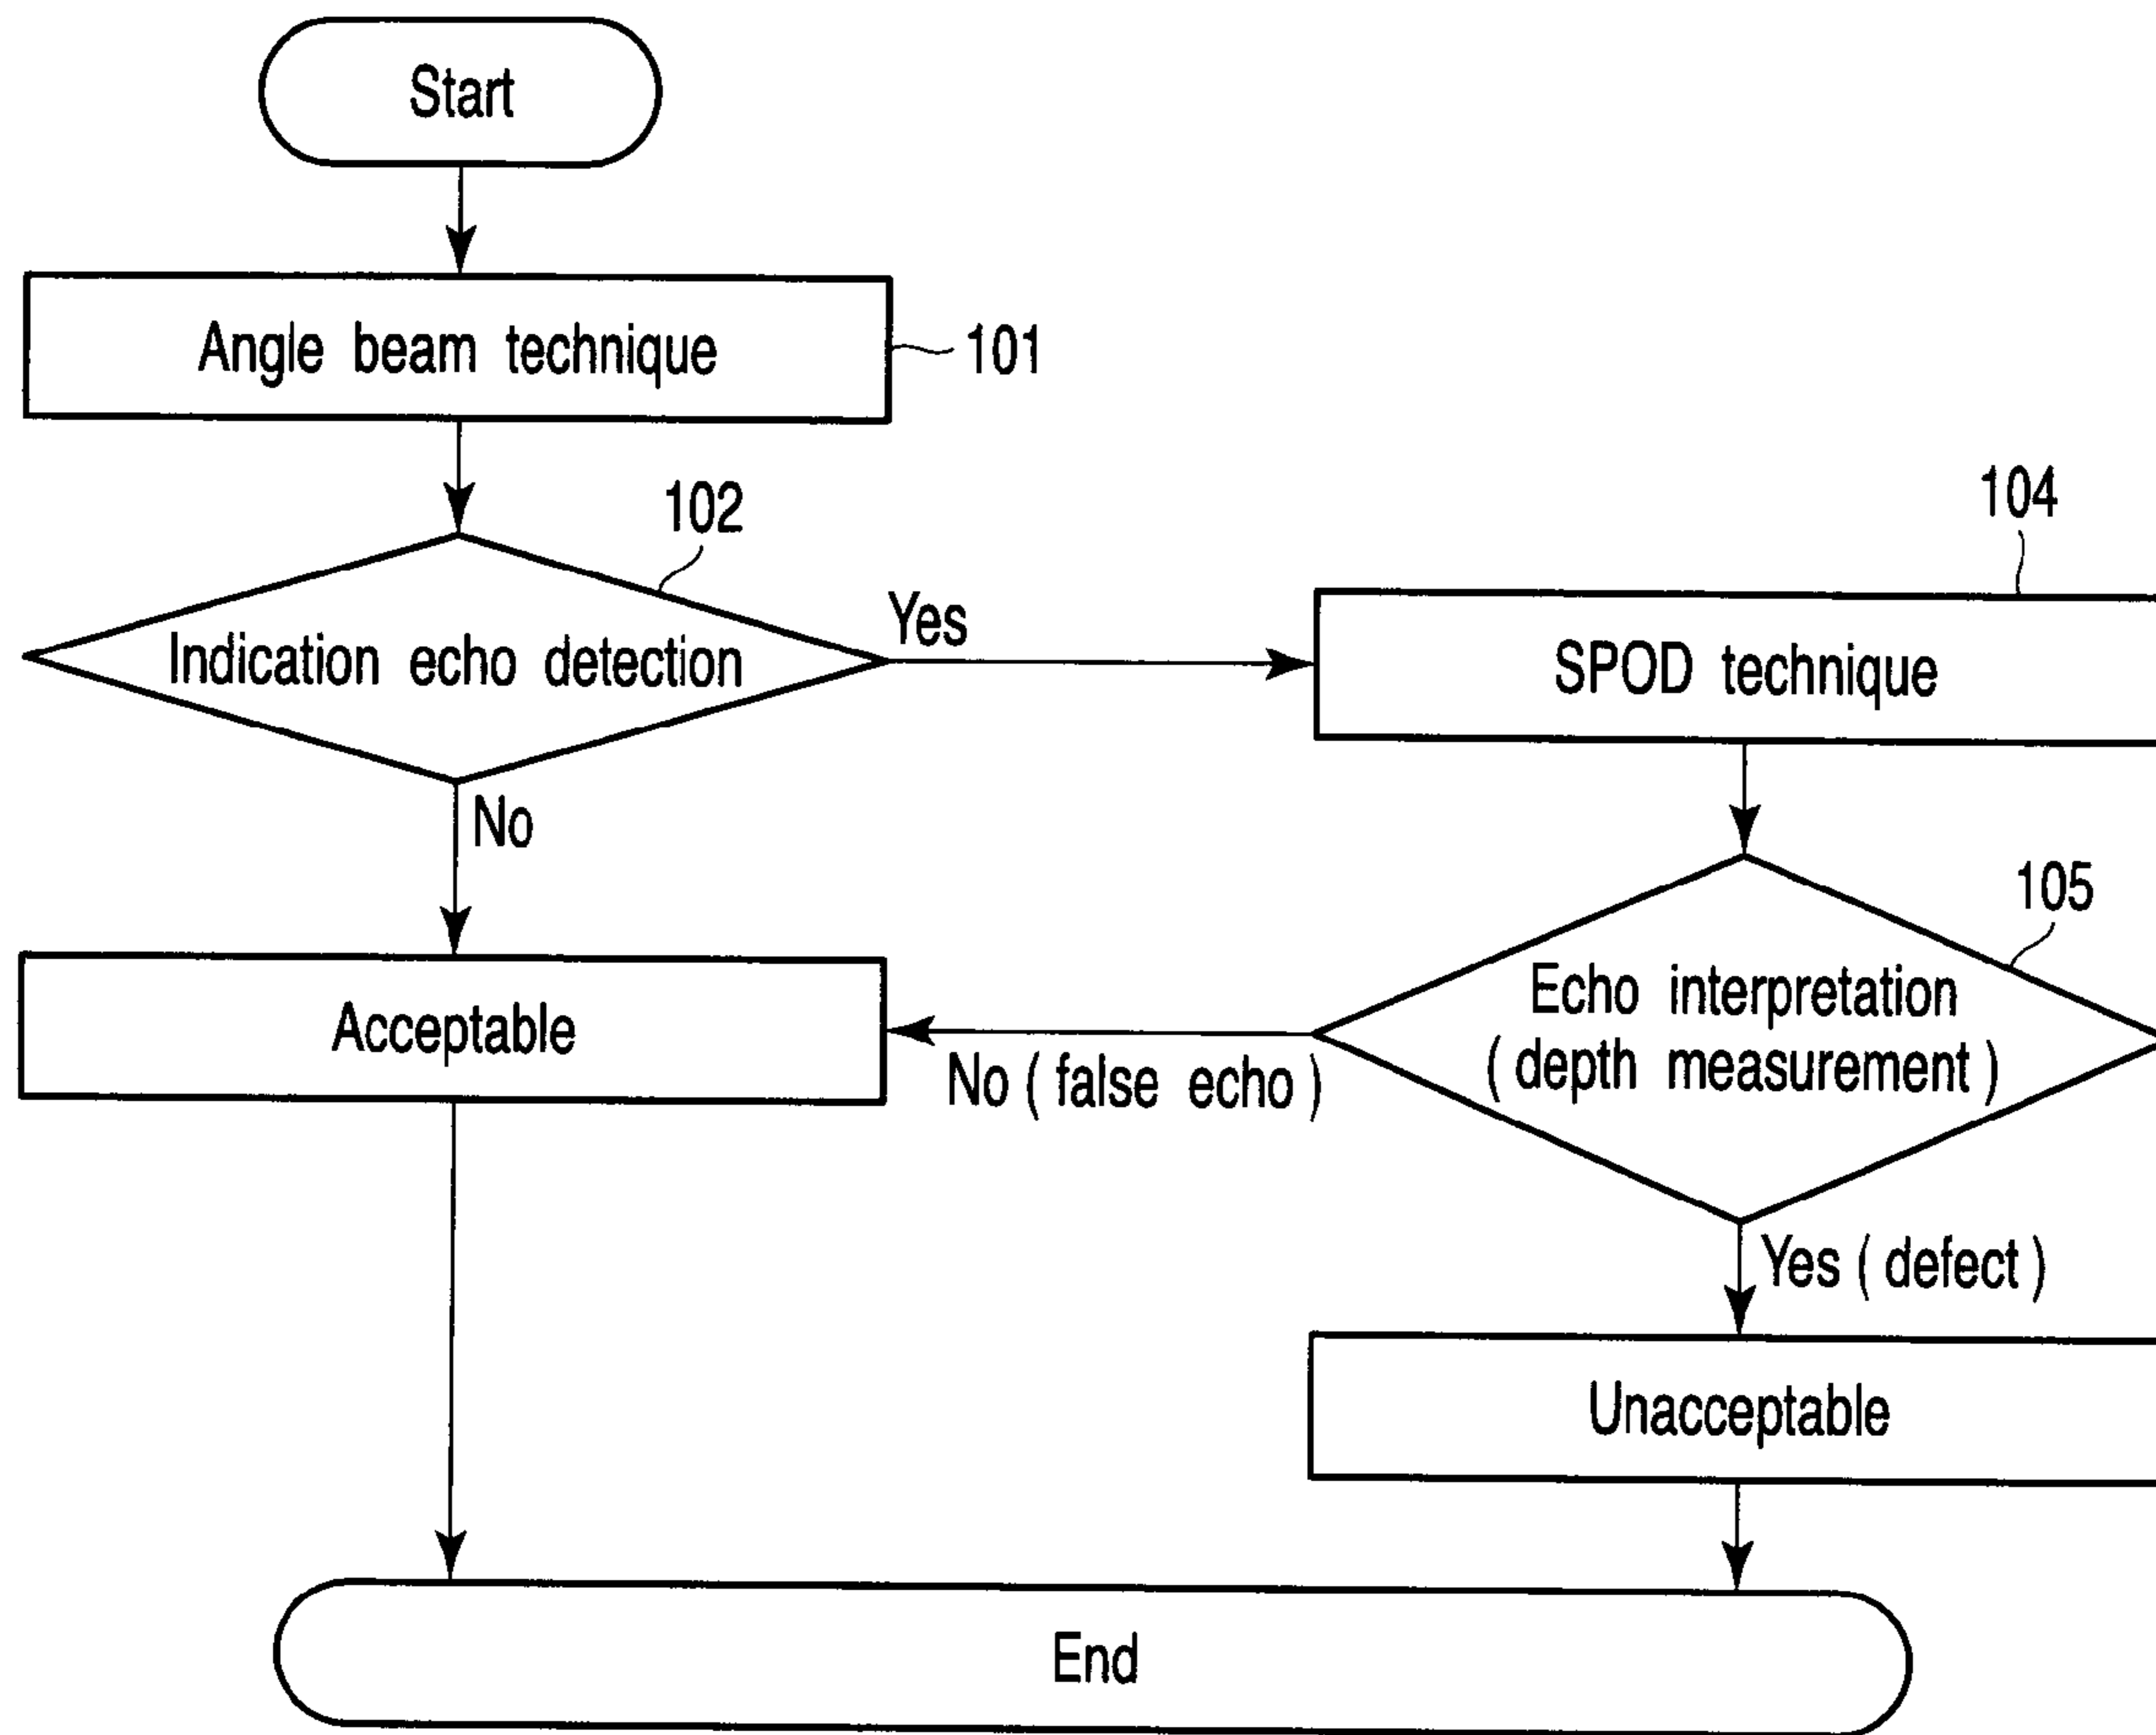 Start
Angle beam technique
101
102
104
Indication echo detection
Yes
SPOD technique
No
105
Echo interpretation
( depth measurement )
Acceptable
No ( false echo )
Yes ( defect )
Unacceptable
End